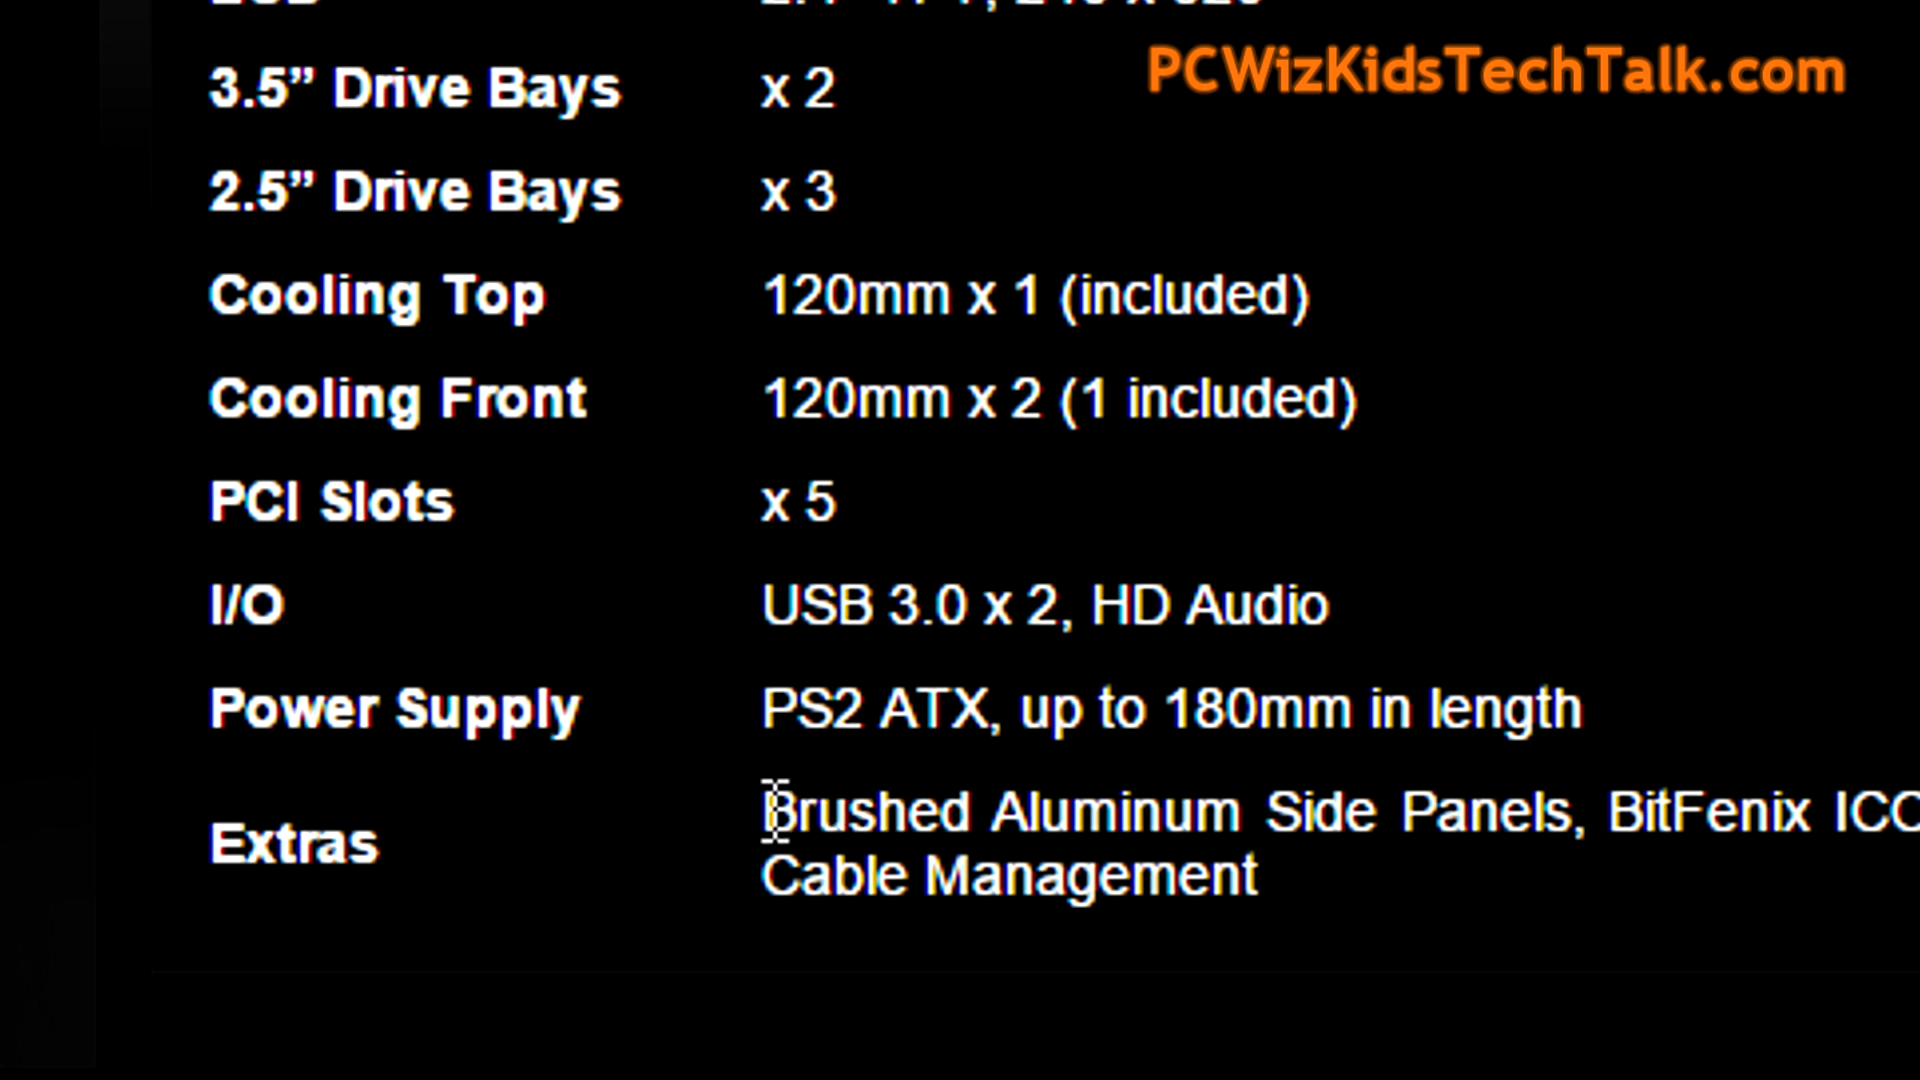 PCWizKidsTechTalk.com
3.5” Drive Bays x 2
2.5” Drive Bays x 3
Cooling Top 120mm x 1 (included)
Cooling Front 120mm x 2 (1 included)
PCI Slots x 5
I/O USB 3.0 x 2, HD Audio
Power Supply PS2 ATX, up to 180mm in length
Extras Brushed Aluminum Side Panels, BitFenix
Cable Management